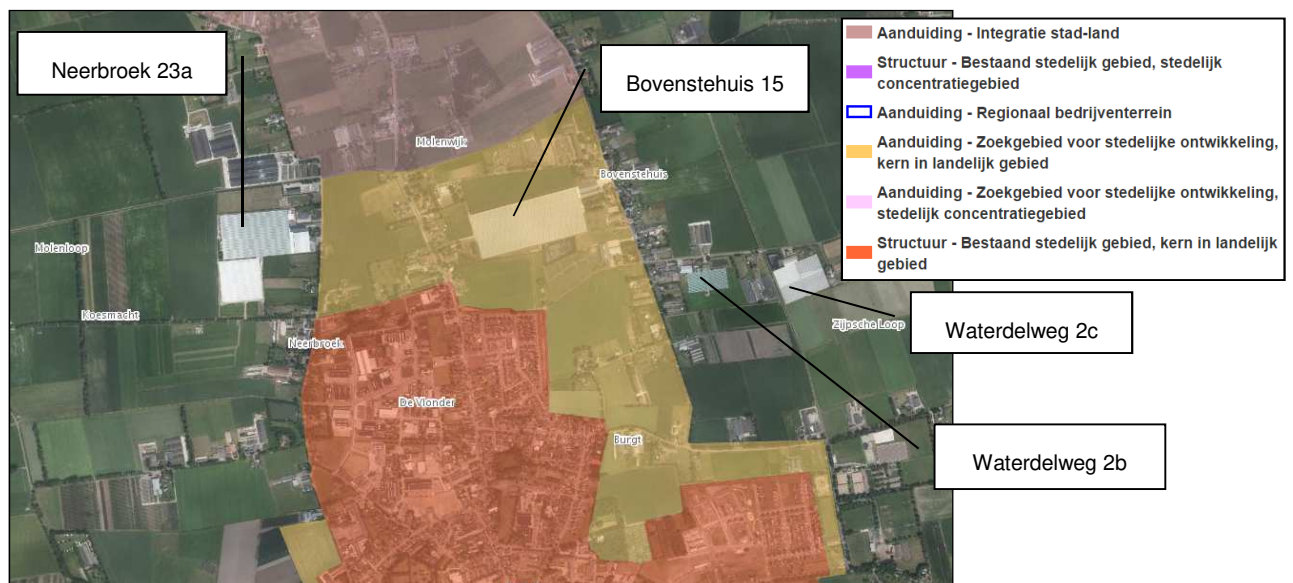 Neerbroek 23a
Bovenstehuis 15
Aanduiding - Integratie stad-land
Structuur - Bestaand stedelijk gebied, stedelijk
concentratiegebied
Aanduiding - Regionaal bedrijventerrein
Aanduiding - Zoekgebied voor stedelijke ontwikkeling,
kern in landelijk gebied
Aanduiding - Zoekgebied voor stedelijke ontwikkeling,
stedelijk concentratiegebied
Structuur - Bestaand stedelijk gebied, kern in landelijk
gebied
Molenwijk
Bovenstehuis
Molenloop
Koesmacht
Neerbroek
Zijpsche Loop
Waterdelweg 2c
De Vlonder
Burgt
Waterdelweg 2b